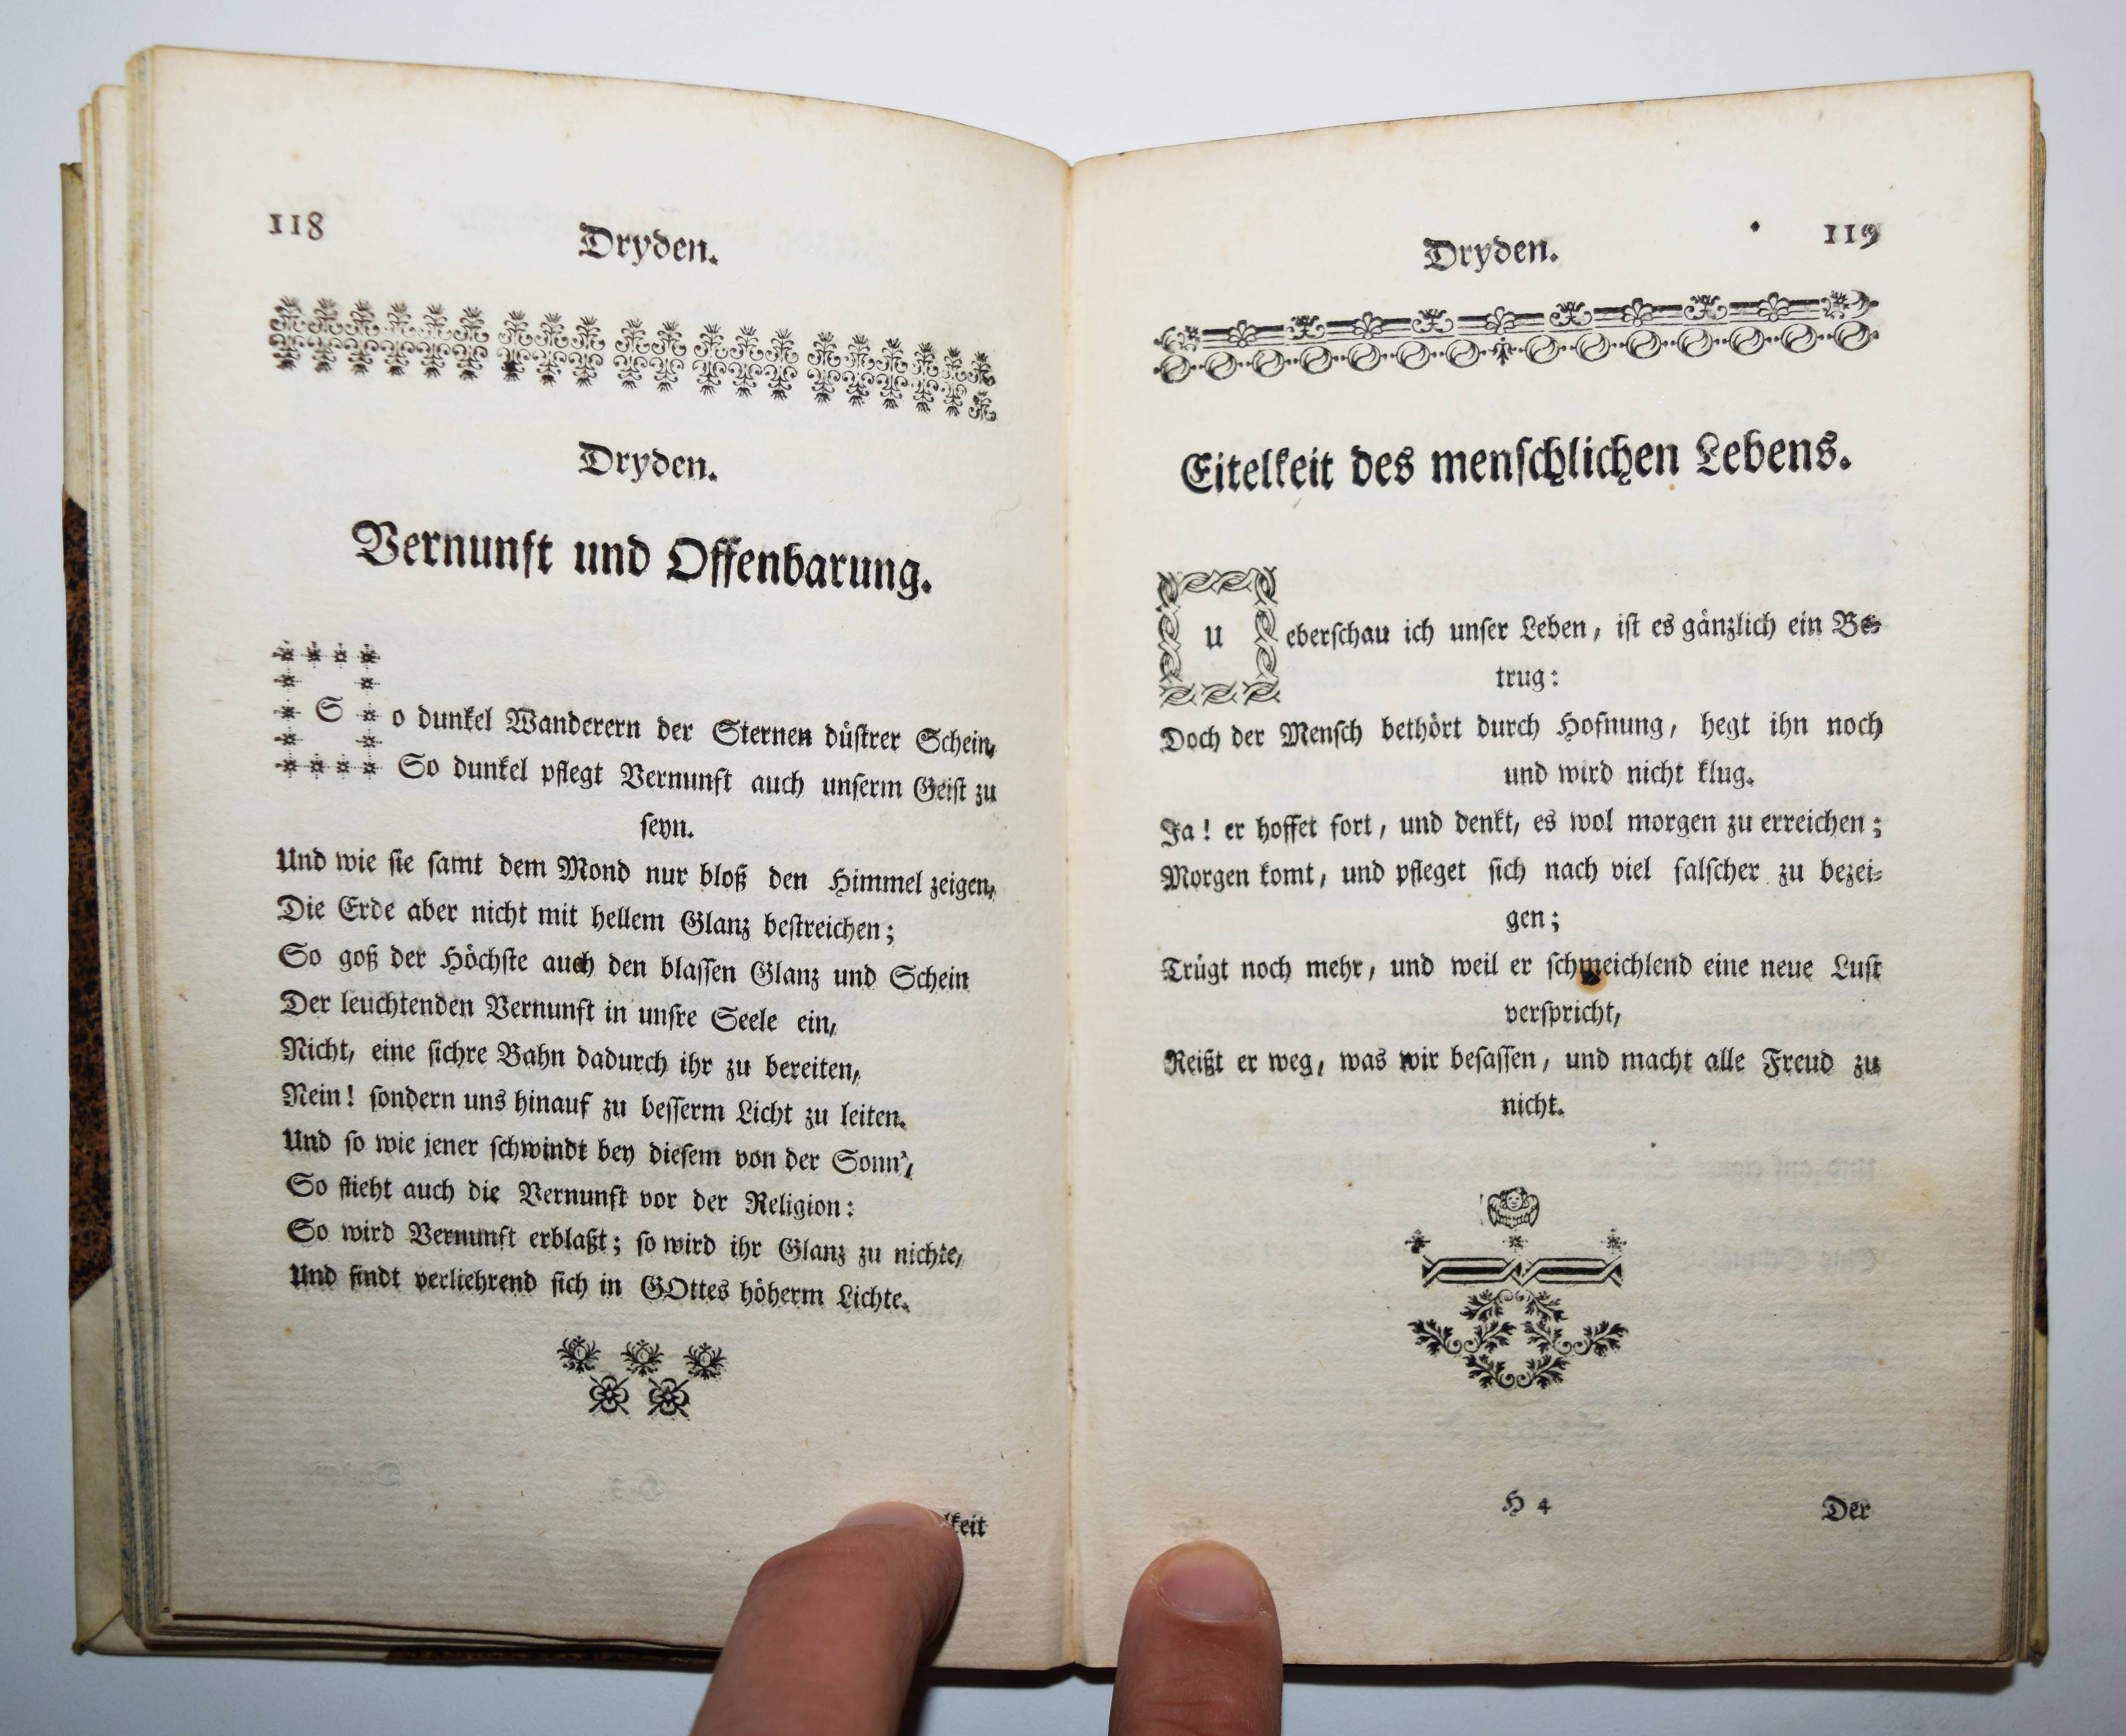 118
Dryden.
Dryden.
Vernunft und Offenbarung.
So dunkel Wanderern der Sternen düſtrer Schein,
So dunkel pflegt Vernunft auch unſerm Geiſt zu
ſeyn.
Und wie ſie ſamt dem Mond nur bloß den Himmel zeigen,
Die Erde aber nicht mit hellem Glanz beſtreichen;
So goß der Höchſte auch den blaſſen Glanz und Schein
Der leuchtenden Vernunft in unſre Seele ein,
Nicht, eine ſichre Bahn dadurch ihr zu bereiten,
Nein! ſondern uns hinauf zu beſſerm Licht zu leiten.
Und ſo wie jener ſchwindt bey dieſem von der Sonn',
So flieht auch die Vernunft vor der Religion:
So wird Vernunft erblaßt; ſo wird ihr Glanz zu nichte,
Und findt verliehrend ſich in GOttes höherm Lichte.
lkeit
Dryden.
119
Eitelkeit des menſchlichen Lebens.
Ueberſchau ich unſer Leben, iſt es gänzlich ein Be⸗
trug:
Doch der Menſch bethört durch Hofnung, hegt ihn noch
und wird nicht klug.
Ja! er hoffet fort, und denkt, es wol morgen zu erreichen;
Morgen komt, und pfleget ſich nach viel falſcher zu bezei⸗
gen;
Trügt noch mehr, und weil er ſchmeichlend eine neue Luſt
verſpricht,
Reißt er weg, was wir beſaſſen, und macht alle Freud zu
nicht.
H 4
Der